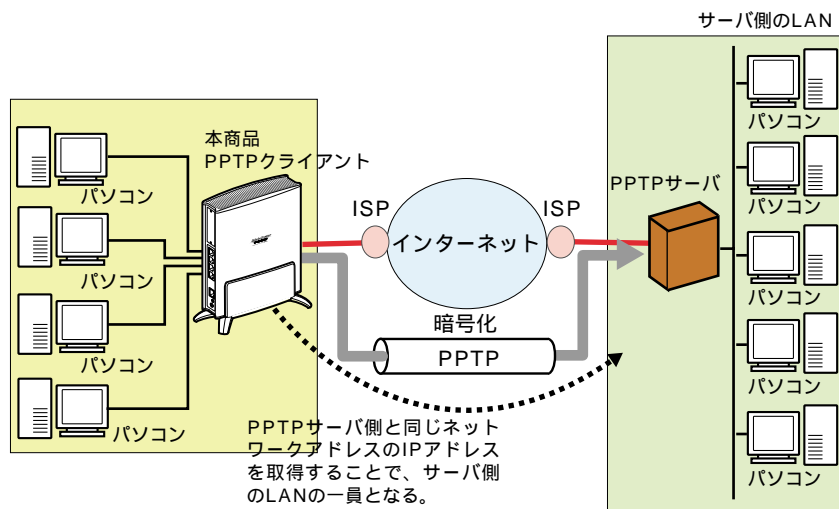 サーバ側のLAN
本商品
PPTPクライアント
パソコン
パソコン
パソコン
パソコン
ISP
インターネット
ISP
暗号化
PPTP
PPTPサーバ
パソコン
パソコン
パソコン
パソコン
パソコン
PPTPサーバ側と同じネット
ワークアドレスのIPアドレス
を取得することで、サーバ側
のLANの一員となる。